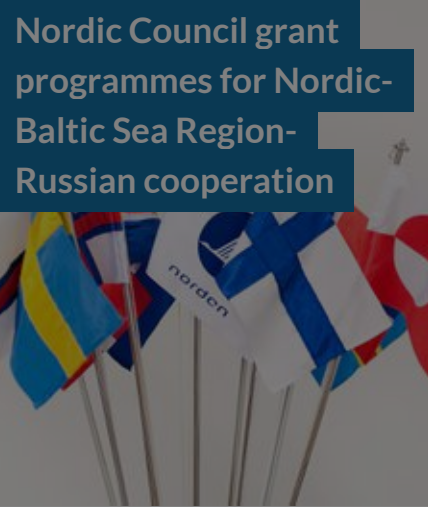 Nordic Council grant
programmes for Nordic-
Baltic Sea Region-
Russian cooperation
norden